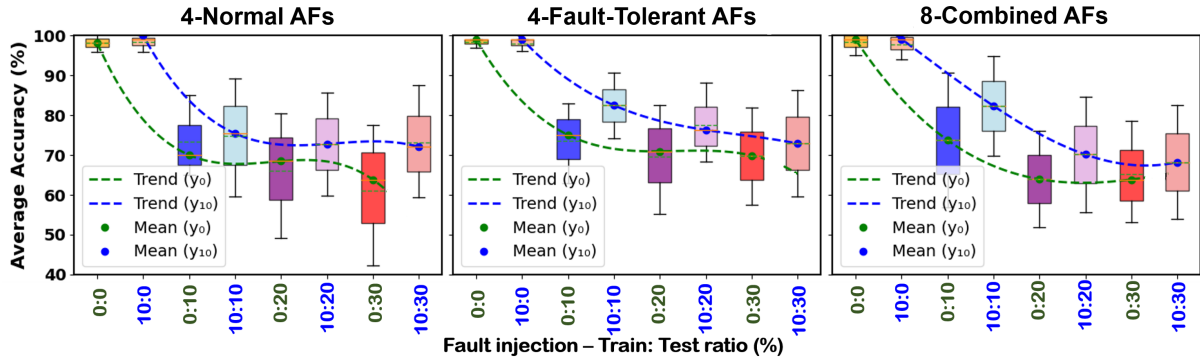 4-Normal AFs
4-Fault-Tolerant AFs
8-Combined AFs
Average Accuracy (%)
100
90
80
70
60
50
40
Trend (y₀)
Trend (y₁₀)
Mean (y₀)
Mean (y₁₀)
Trend (y₀)
Trend (y₁₀)
Mean (y₀)
Mean (y₁₀)
Trend (y₀)
Trend (y₁₀)
Mean (y₀)
Mean (y₁₀)
0:0 10:0 0:10 10:10 0:20 10:20 0:30 10:30
0:0 10:0 0:10 10:10 0:20 10:20 0:30 10:30
0:0 10:0 0:10 10:10 0:20 10:20 0:30 10:30
Fault injection – Train: Test ratio (%)